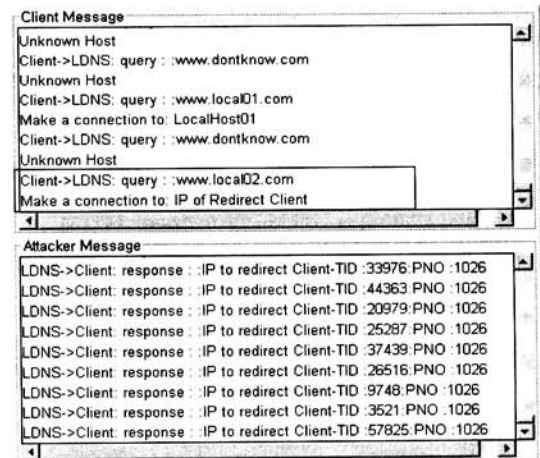 Client Message
Unknown Host
Client->LDNS: query : :www.dontknow.com
Unknown Host
Client->LDNS: query : :www.local01.com
Make a connection to: LocalHost01
Client->LDNS: query : :www.dontknow.com
Unknown Host
Client->LDNS: query : :www.local02.com
Make a connection to: IP of Redirect Client
Attacker Message
LDNS->Client: response : :IP to redirect Client-TID :33976:PNO :1026
LDNS->Client: response : :IP to redirect Client-TID :44363:PNO :1026
LDNS->Client: response : :IP to redirect Client-TID :20979:PNO :1026
LDNS->Client: response : :IP to redirect Client-TID :25287:PNO :1026
LDNS->Client: response : :IP to redirect Client-TID :37439:PNO :1026
LDNS->Client: response : :IP to redirect Client-TID :26516:PNO :1026
LDNS->Client: response : :IP to redirect Client-TID :9748:PNO :1026
LDNS->Client: response : :IP to redirect Client-TID :3521:PNO :1026
LDNS->Client: response : :IP to redirect Client-TID :57825:PNO :1026